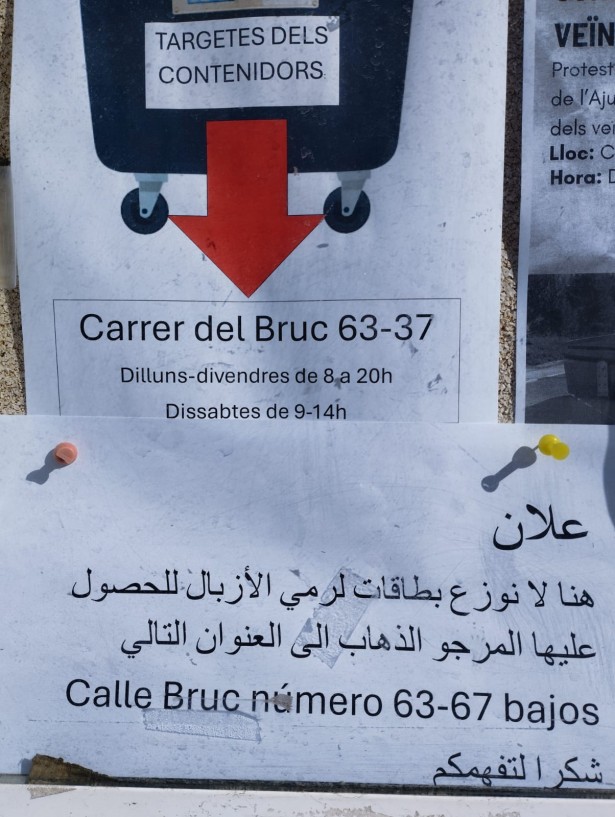 TARGETES DELS
CONTENIDORS
Carrer del Bruc 63-37
Dilluns-divendres de 8 a 20h
Dissabtes de 9-14h
VEÏN
Protest
de l'Aju
dels veï
Lloc: C
Hora: D
علان
هنا لا نوزع بطاقات لرمي الأزبال للحصول
عليها المرجو الذهاب الى العنوان التالي
Calle Bruc número 63-67 bajos
شكرا لتفهمكم